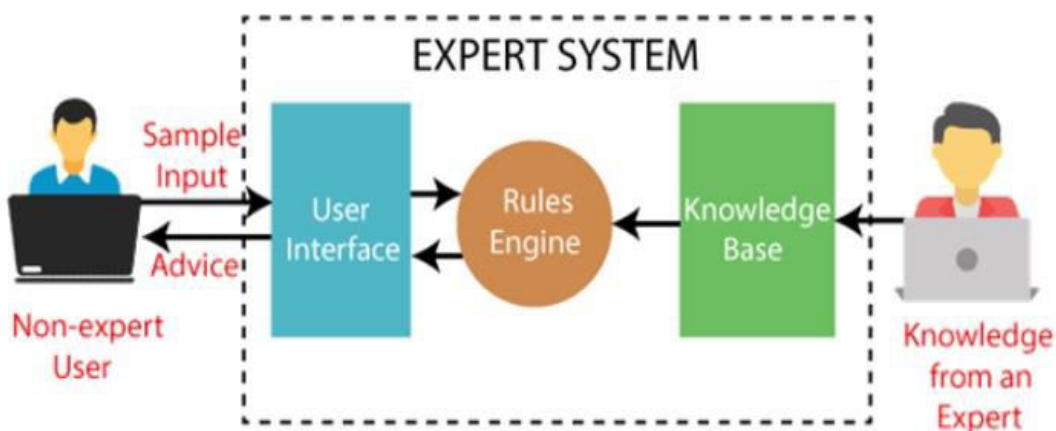 EXPERT SYSTEM
Sample
Input
Advice
Non-expert
User
User
Interface
Rules
Engine
Knowledge
Base
Knowledge
from an
Expert